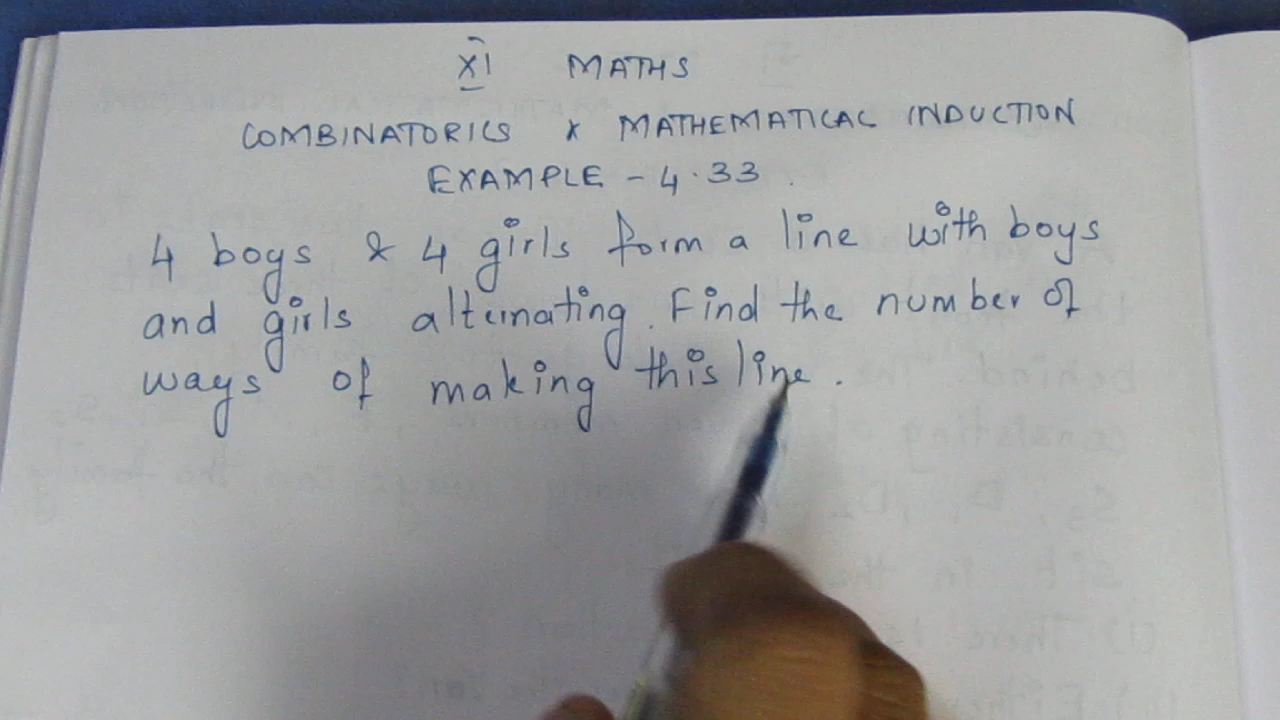 XI MATHS
COMBINATORICS & MATHEMATICAL INDUCTION
EXAMPLE - 4.33.
4 boys & 4 girls form a line with boys
and girls alternating. Find the number of
ways of making this line.